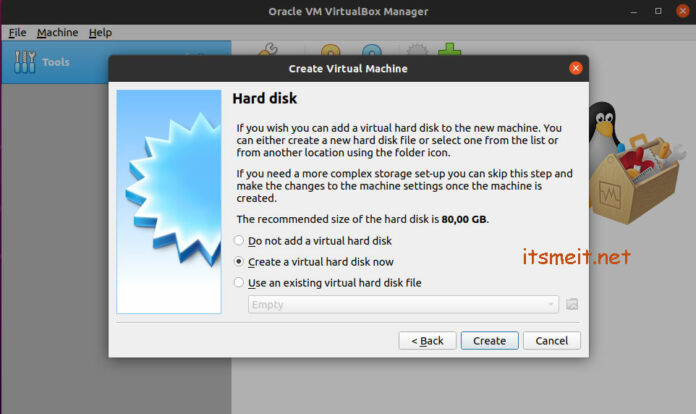 Oracle VM VirtualBox Manager
File Machine Help
Tools
Create Virtual Machine
Hard disk
If you wish you can add a virtual hard disk to the new machine. You
can either create a new hard disk file or select one from the list or
from another location using the folder icon.
If you need a more complex storage set-up you can skip this step and
make the changes to the machine settings once the machine is
created.
The recommended size of the hard disk is 80,00 GB.
Do not add a virtual hard disk
Create a virtual hard disk now
itsmeit.net
Use an existing virtual hard disk file
Empty
< Back Create Cancel